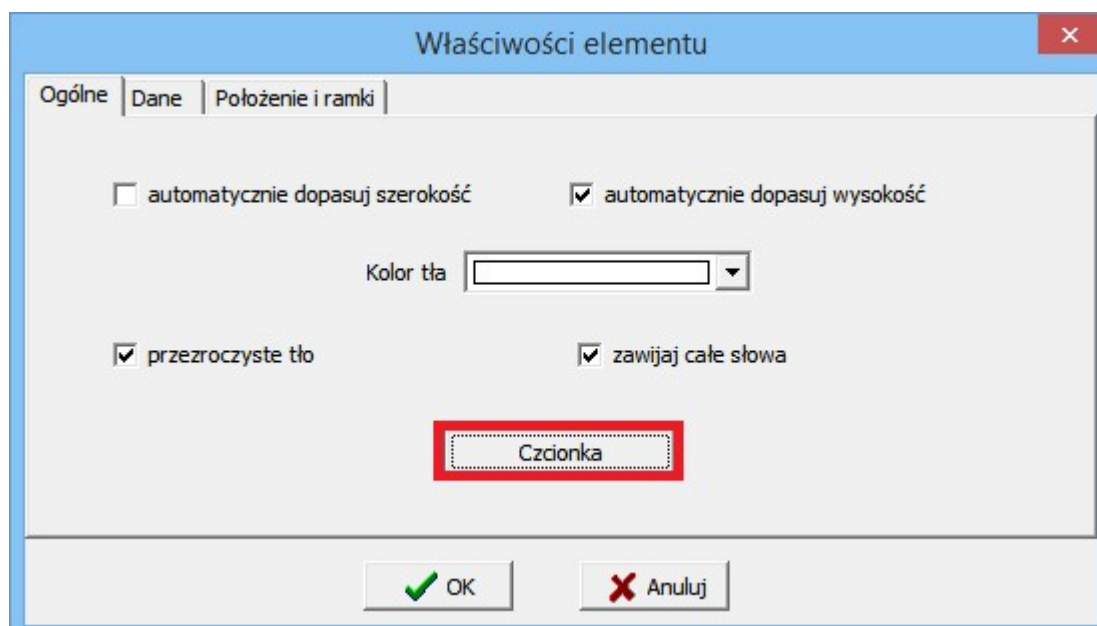 Właściwości elementu
Ogólne Dane Położenie i ramki
automatycznie dopasuj szerokość automatycznie dopasuj wysokość
Kolor tła
przezroczyste tło zawijaj całe słowa
Czcionka
OK Anuluj